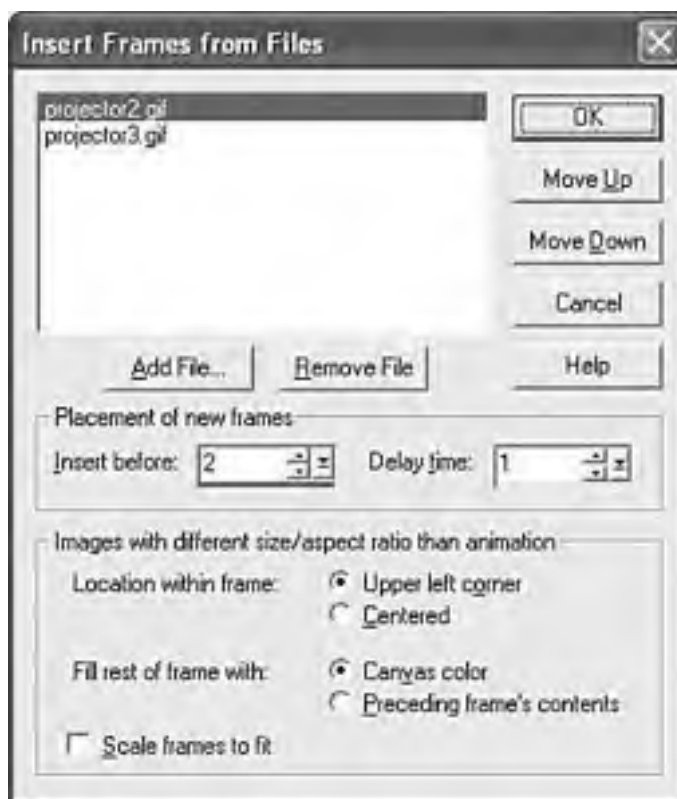 Insert Frames from Files
projector2.gif
projector3.gif
OK
Move Up
Move Down
Cancel
Add File...
Remove File
Help
Placement of new frames
Insert before: 2 Delay time: 1
Images with different size/aspect ratio than animation
Location within frame: Upper left corner
Centered
Fill rest of frame with: Canvas color
Preceding frame's contents
Scale frames to fit